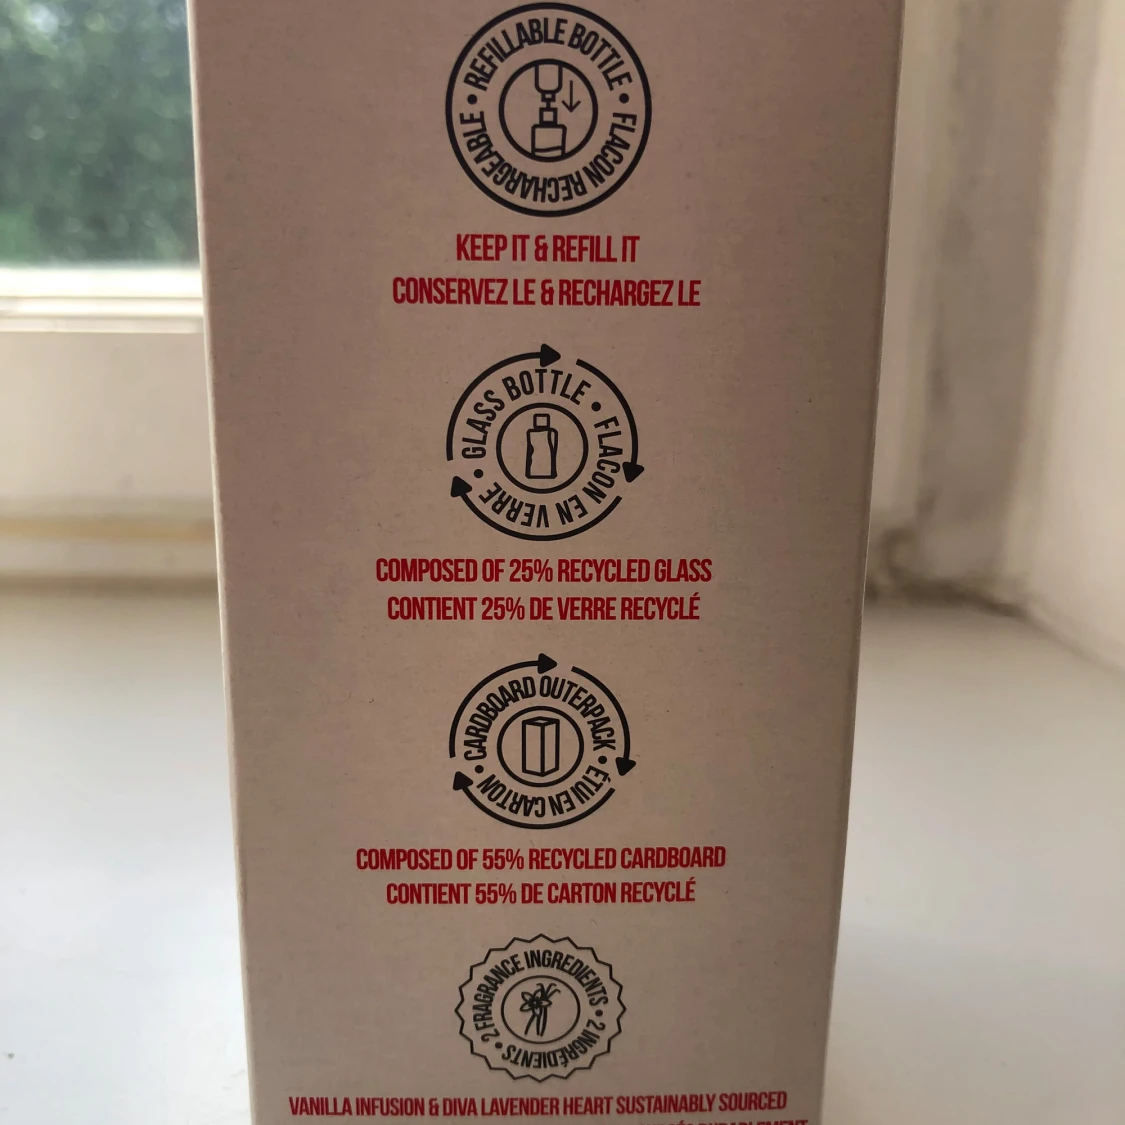 REFILLABLE BOTTLE • FLACON RECHARGEABLE •
KEEP IT & REFILL IT
CONSERVEZ LE & RECHARGEZ LE
GLASS BOTTLE • FLACON EN VERRE •
COMPOSED OF 25% RECYCLED GLASS
CONTIENT 25% DE VERRE RECYCLÉ
CARDBOARD OUTERPACK • ÉTUI EN CARTON •
COMPOSED OF 55% RECYCLED CARDBOARD
CONTIENT 55% DE CARTON RECYCLÉ
2 FRAGRANCE INGREDIENTS • 2 INGRÉDIENTS •
VANILLA INFUSION & DIVA LAVENDER HEART SUSTAINABLY SOURCED
DURABLEMENT